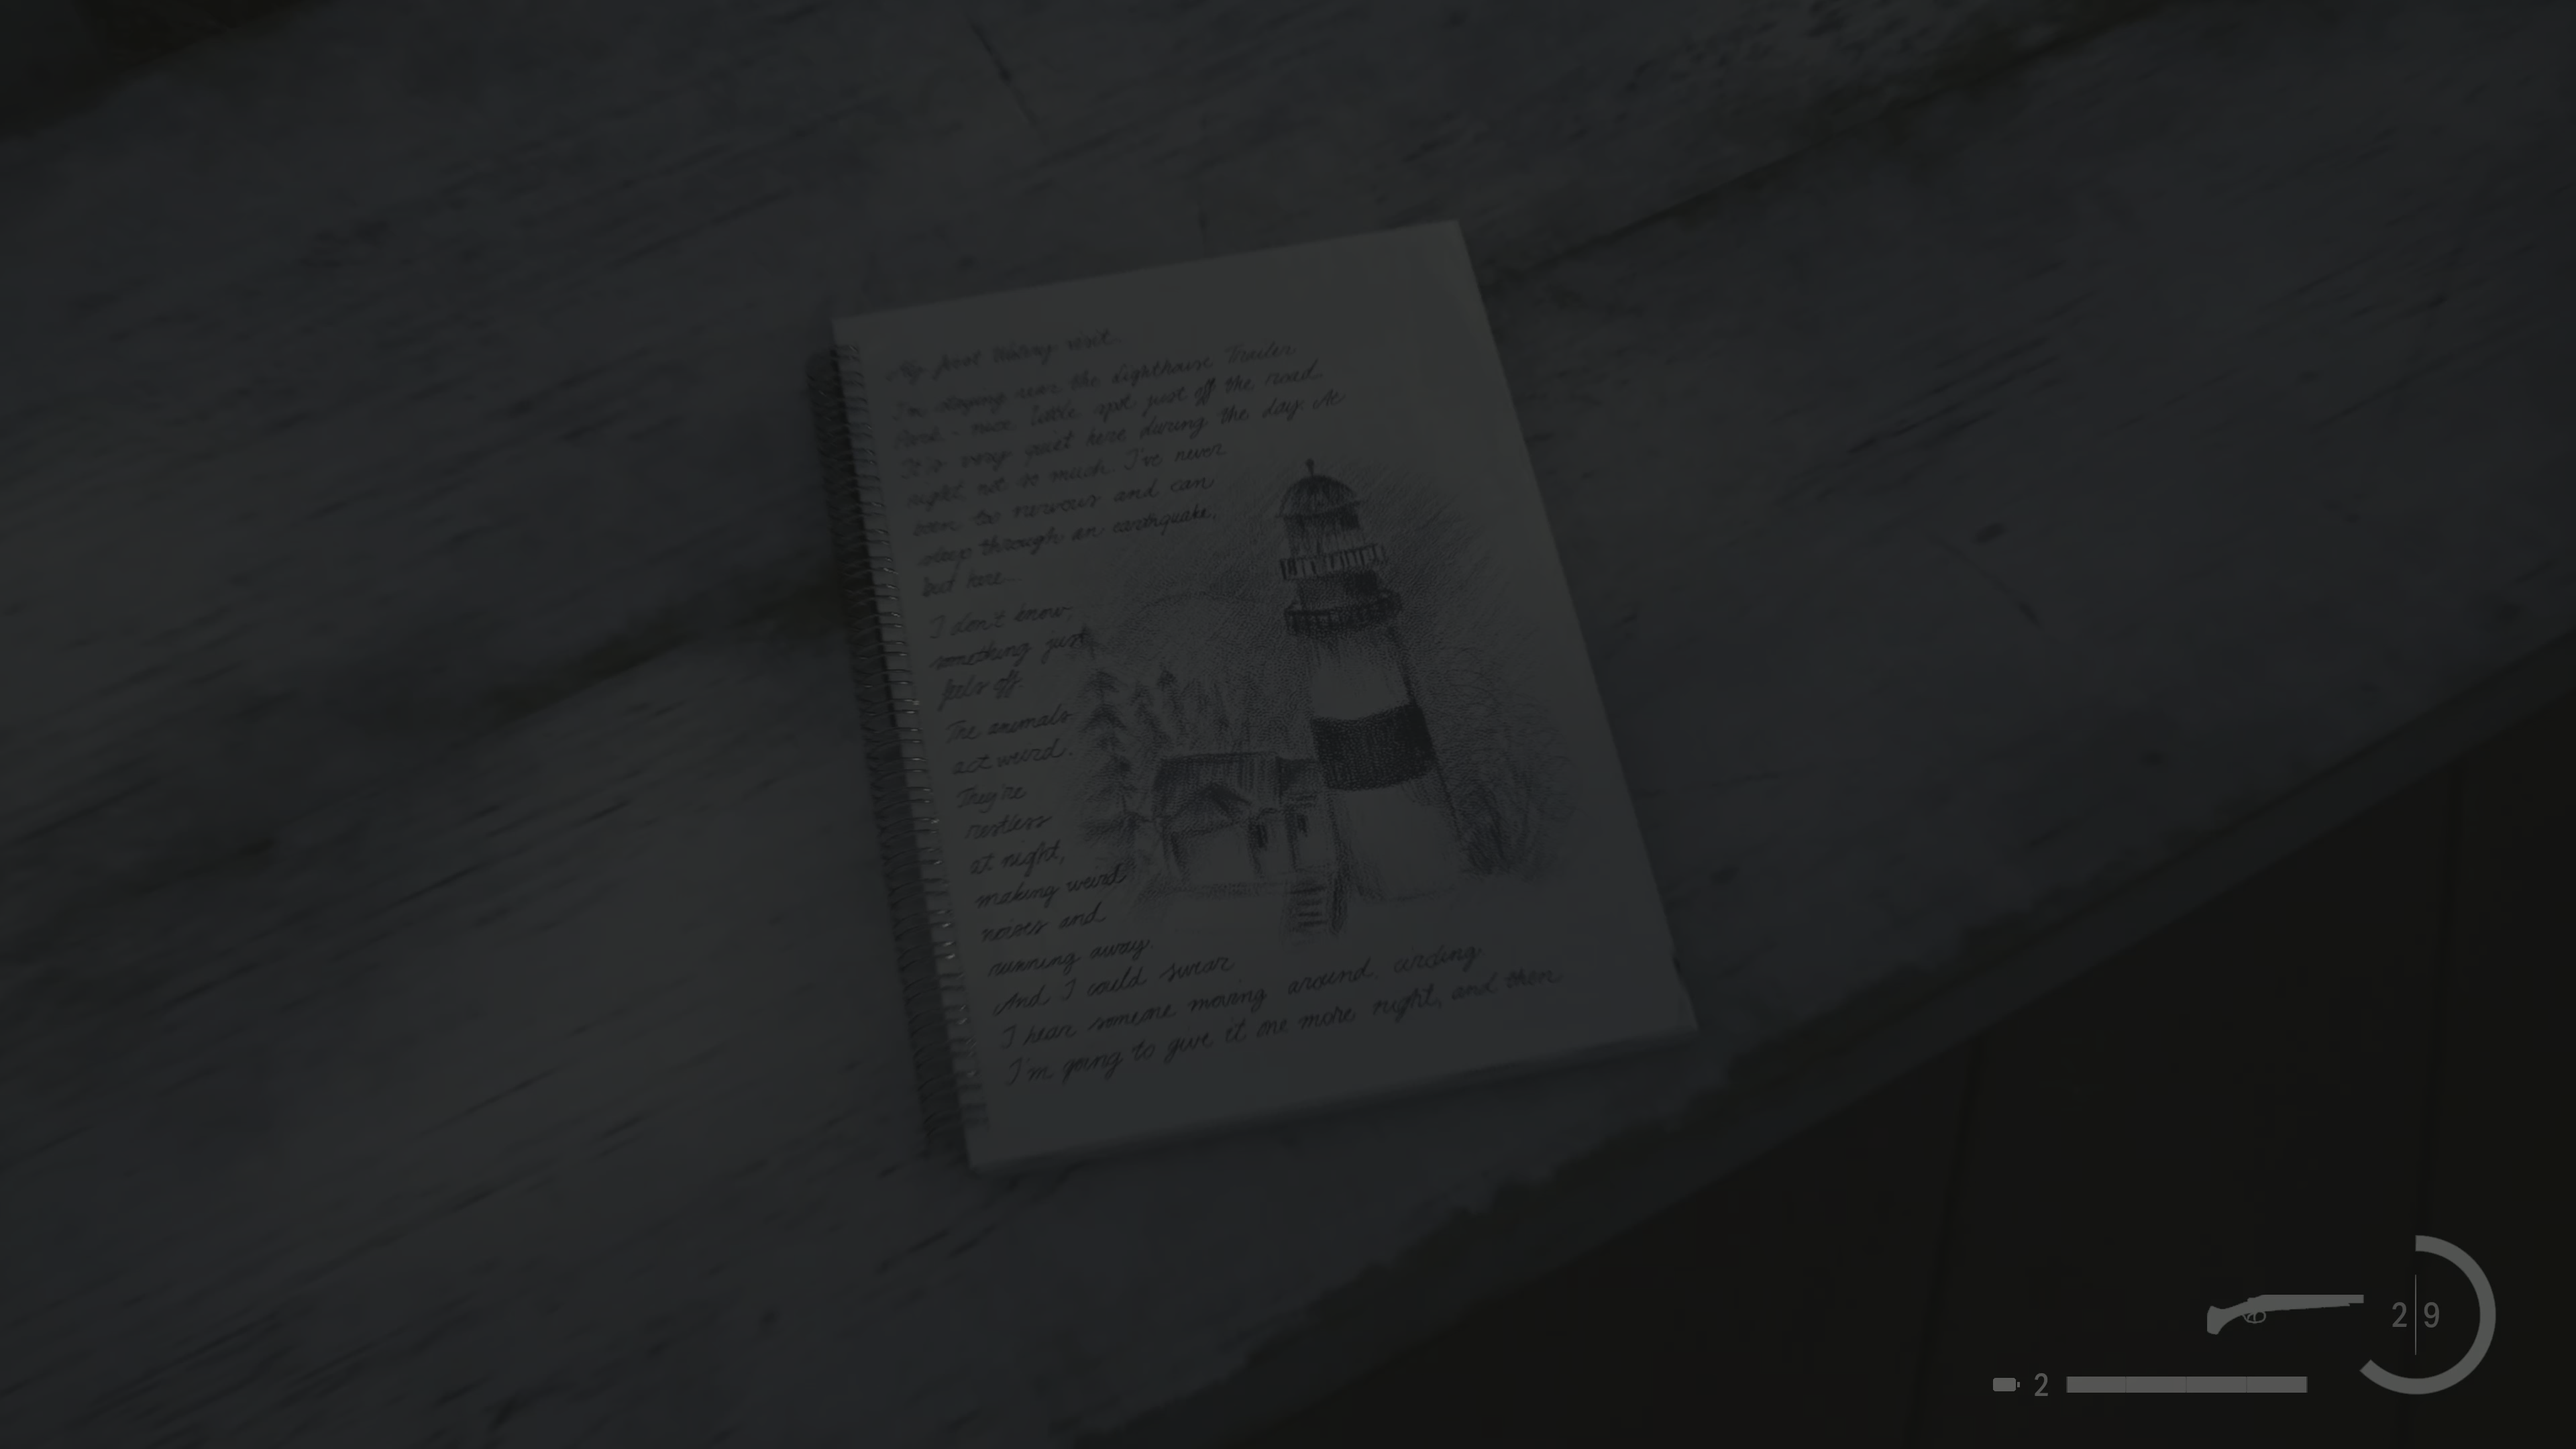 My first Watery visit.
I'm staying near the Lighthouse Trailer
Park - nice little spot just off the road.
It's very quiet here during the day. At
night, not so much. I've never
been too nervous and can
sleep through an earthquake,
but here...
I don't know,
something just
feels off.
The animals
act weird.
They're
restless
at night,
making weird
noises and
running away.
And I could swear
I hear someone moving around, circling.
I'm going to give it one more night, and then
2 9
2